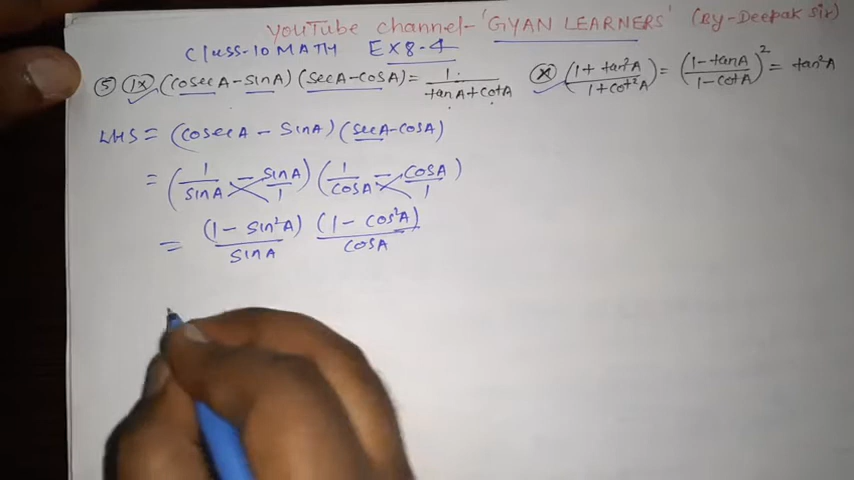 YouTube channel-'GYAN LEARNERS' (By-Deepak Sir)
Class-10 MATH EX 8.4
⑤ (ix) (cosecA-sinA) (secA-cosA) = 1/(tanA+cotA) (x) ((1+tan²A)/(1+cot²A)) = ((1-tanA)/(1-cotA))² = tan²A
LHS = (cosecA - sinA) (secA-cosA)
= (1/sinA - sinA/1) (1/cosA - cosA/1)
= (1-sin²A)/sinA (1-cos²A)/cosA